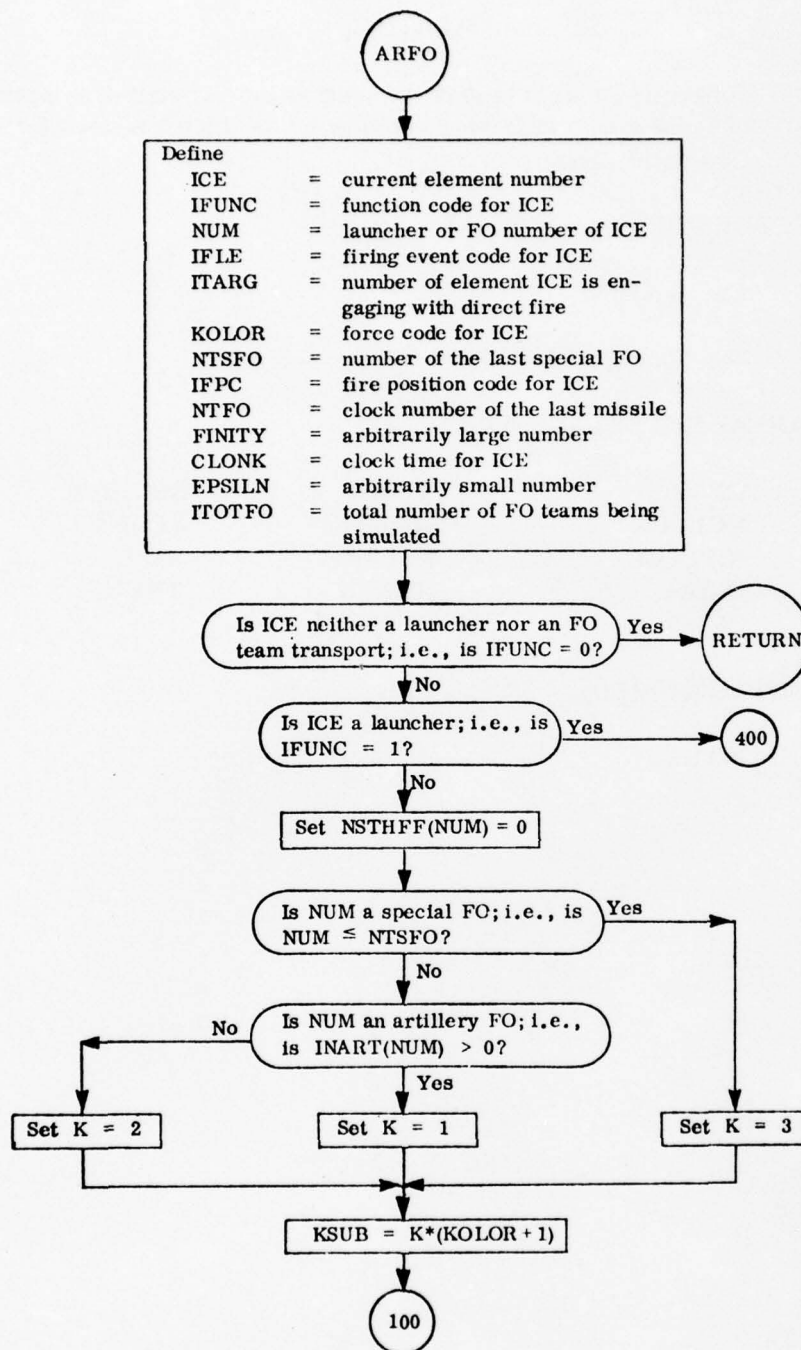 ARFO
Define
ICE = current element number
IFUNC = function code for ICE
NUM = launcher or FO number of ICE
IFLE = firing event code for ICE
ITARG = number of element ICE is en-
gaging with direct fire
KOLOR = force code for ICE
NTSFO = number of the last special FO
IFPC = fire position code for ICE
NTFO = clock number of the last missile
FINITY = arbitrarily large number
CLONK = clock time for ICE
EPSILN = arbitrarily small number
ITOTFO = total number of FO teams being
simulated
Is ICE neither a launcher nor an FO
team transport; i.e., is IFUNC = 0?
Yes
RETURN
No
Is ICE a launcher; i.e., is
IFUNC = 1?
Yes
400
No
Set NSTHFF(NUM) = 0
Is NUM a special FO; i.e., is
NUM ≤ NTSFO?
Yes
No
Is NUM an artillery FO; i.e.,
is INART(NUM) > 0?
No
Yes
Set K = 2
Set K = 1
Set K = 3
KSUB = K*(KOLOR + 1)
100